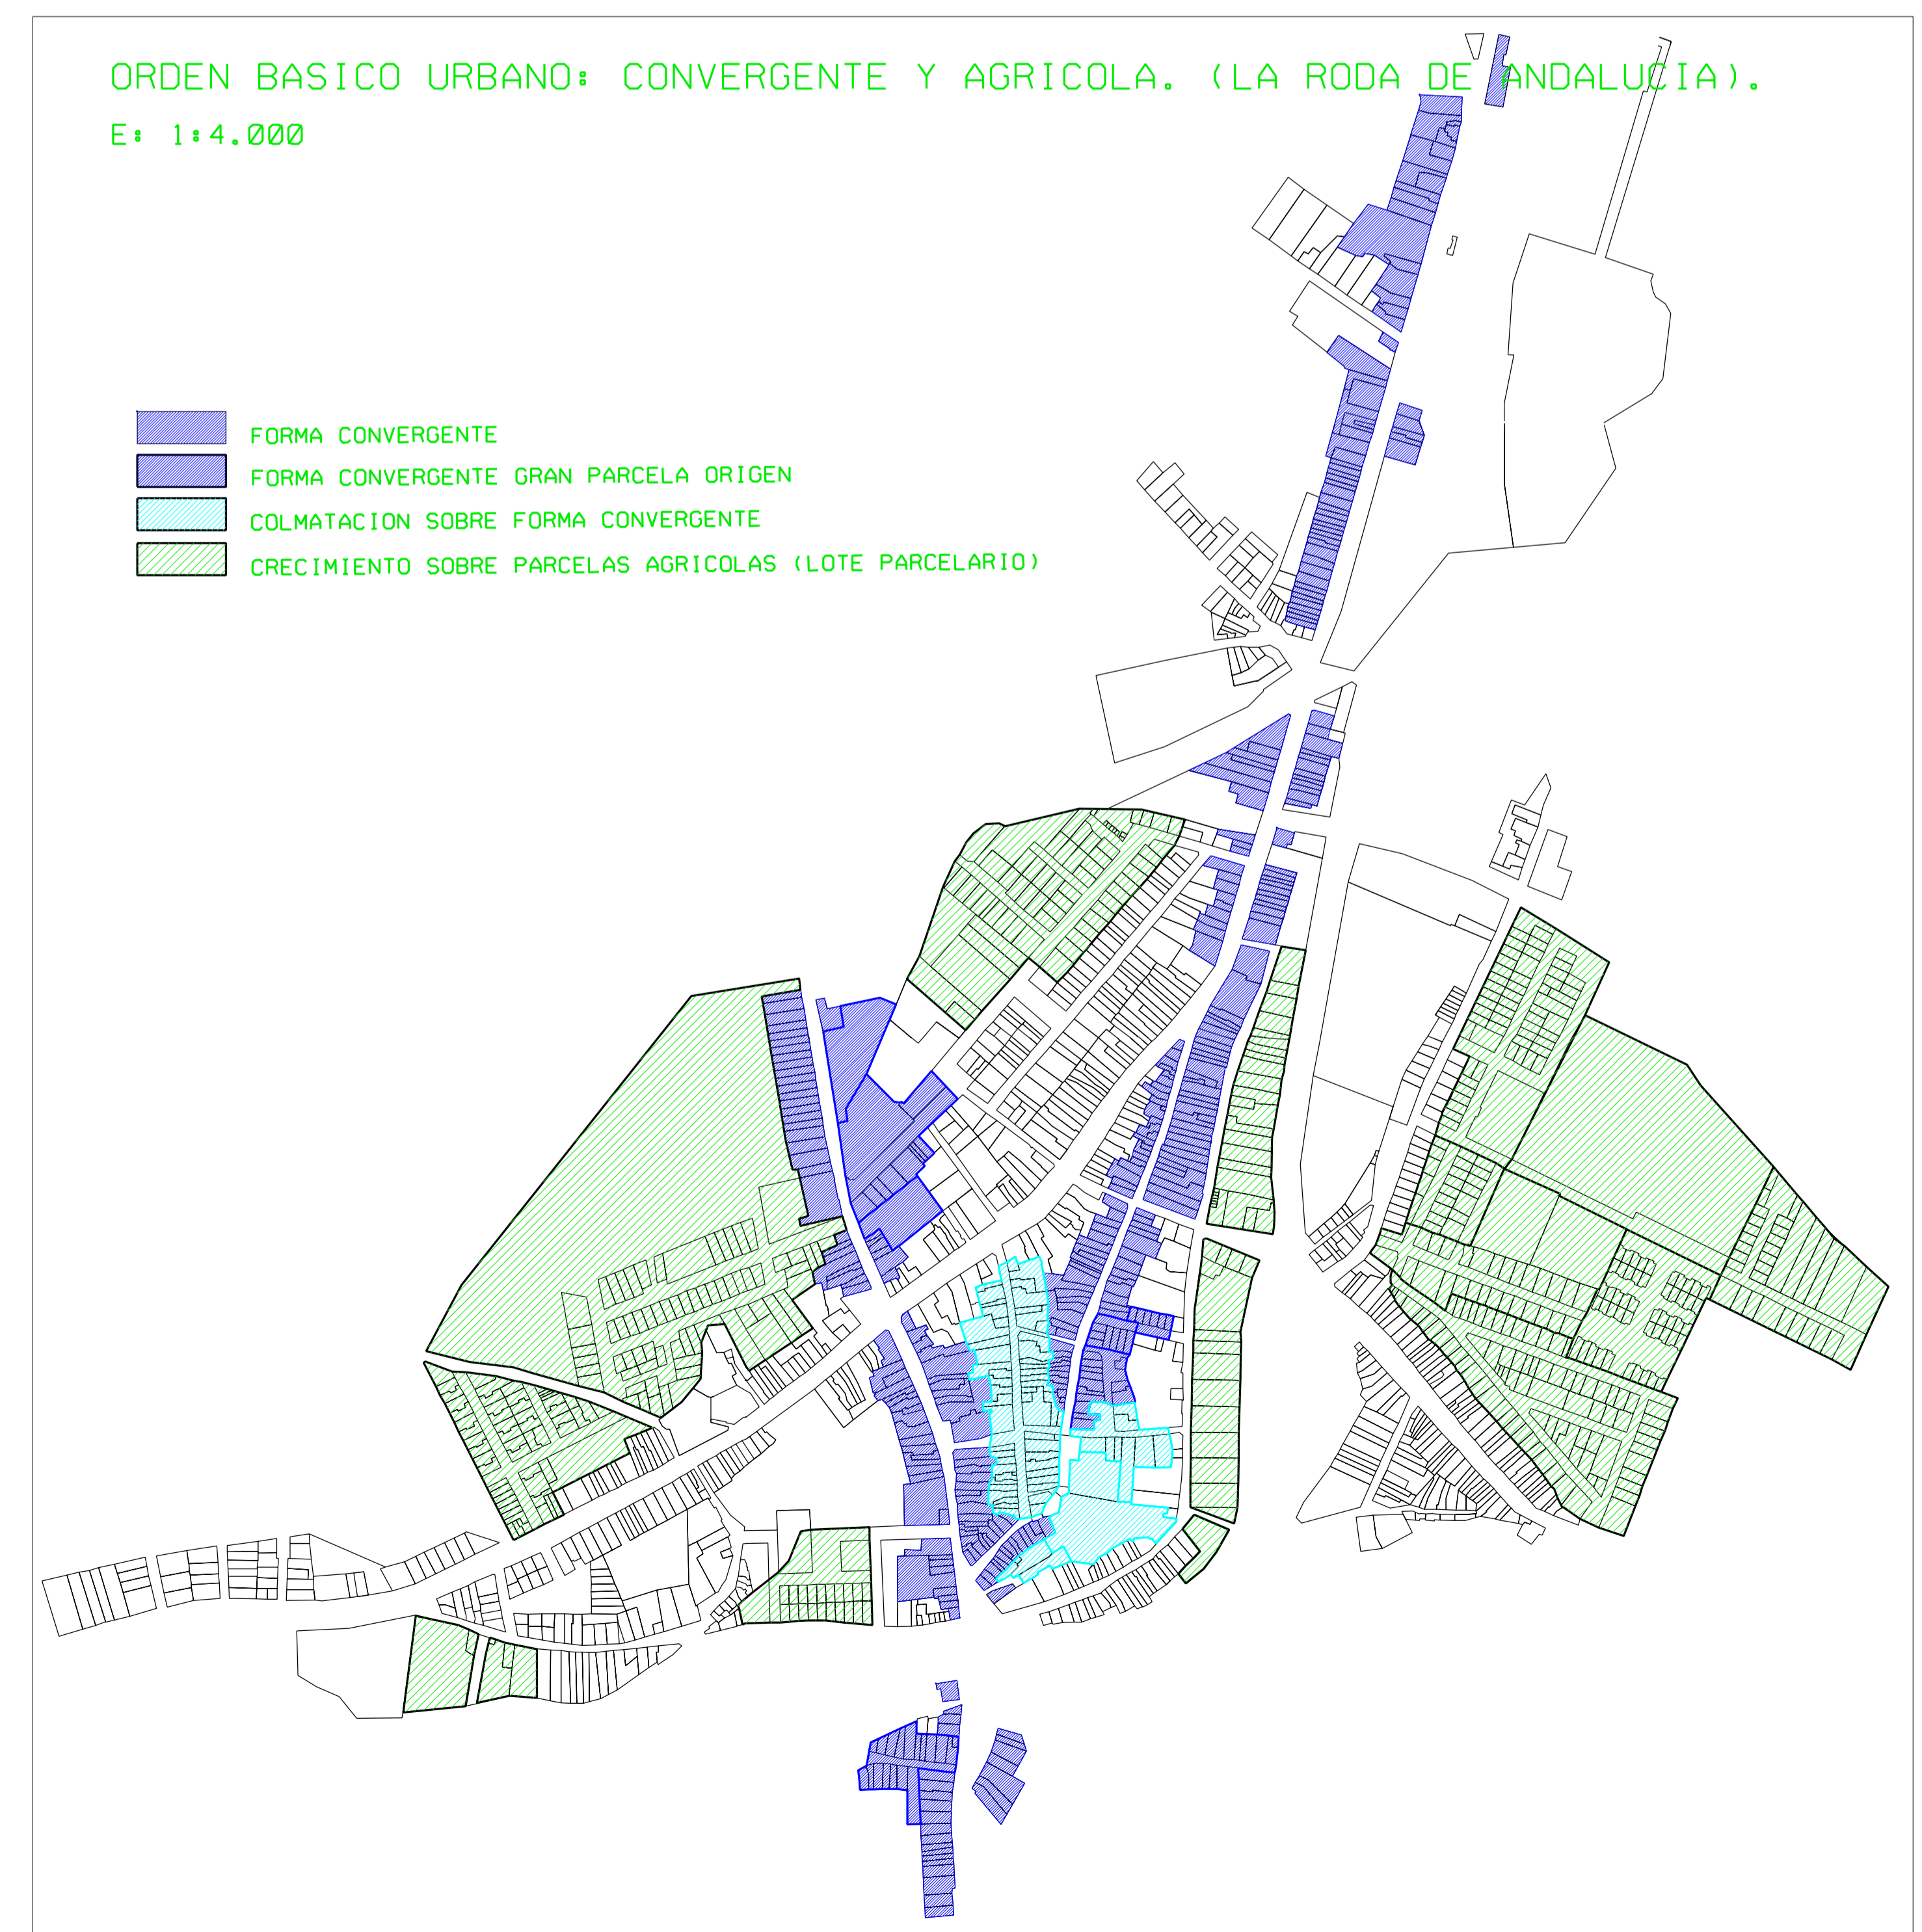 ORDEN BASICO URBANO: CONVERGENTE Y AGRICOLA. (LA RODA DE ANDALUCIA).
E: 1:4.000
FORMA CONVERGENTE
FORMA CONVERGENTE GRAN PARCELA ORIGEN
COLMATACION SOBRE FORMA CONVERGENTE
CRECIMIENTO SOBRE PARCELAS AGRICOLAS (LOTE PARCELARIO)